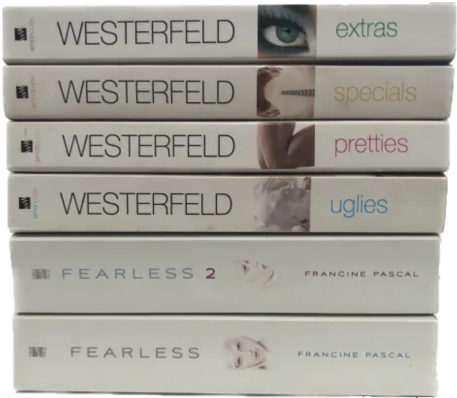 WESTERFELD extras
WESTERFELD specials
WESTERFELD pretties
WESTERFELD uglies
FEARLESS 2 FRANCINE PASCAL
FEARLESS FRANCINE PASCAL